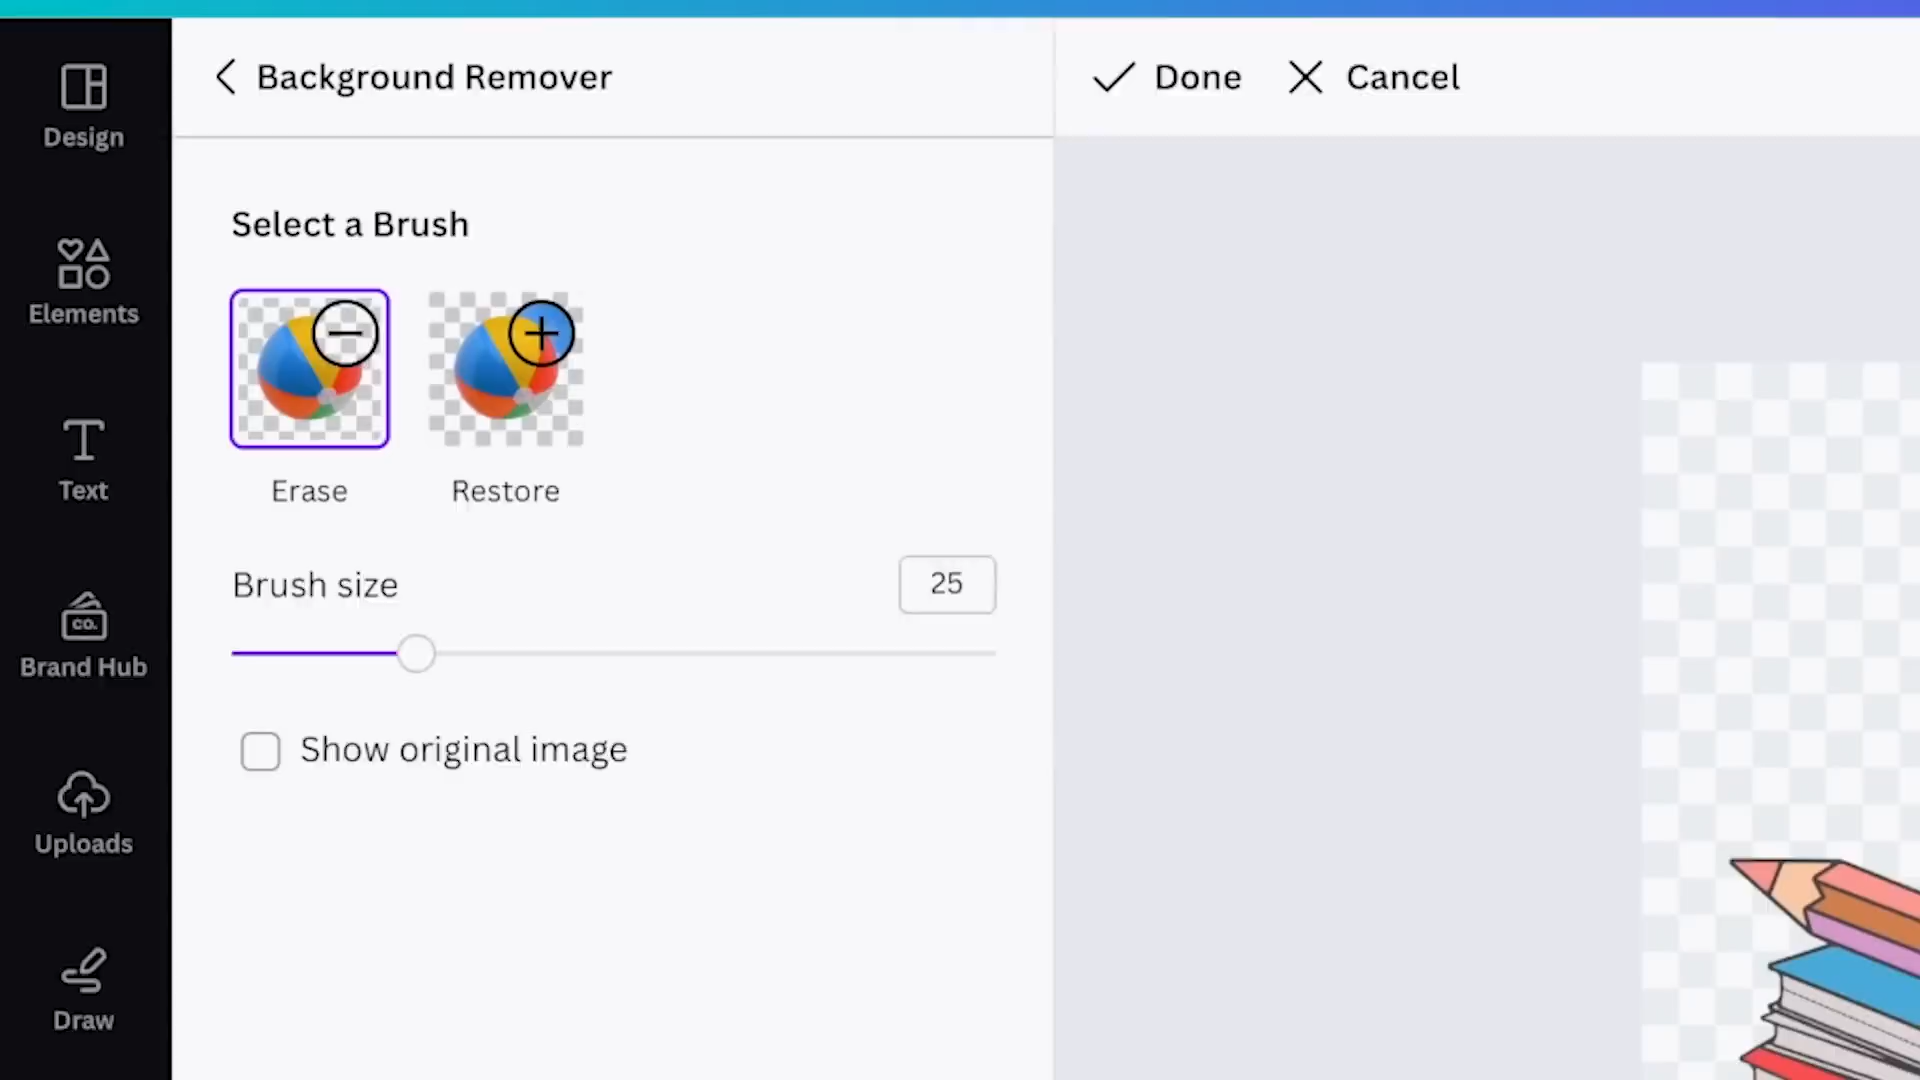 Design
Elements
Text
CO.
Brand Hub
Uploads
Draw
Background Remover
Done
Cancel
Select a Brush
Erase
Restore
Brush size
25
Show original image